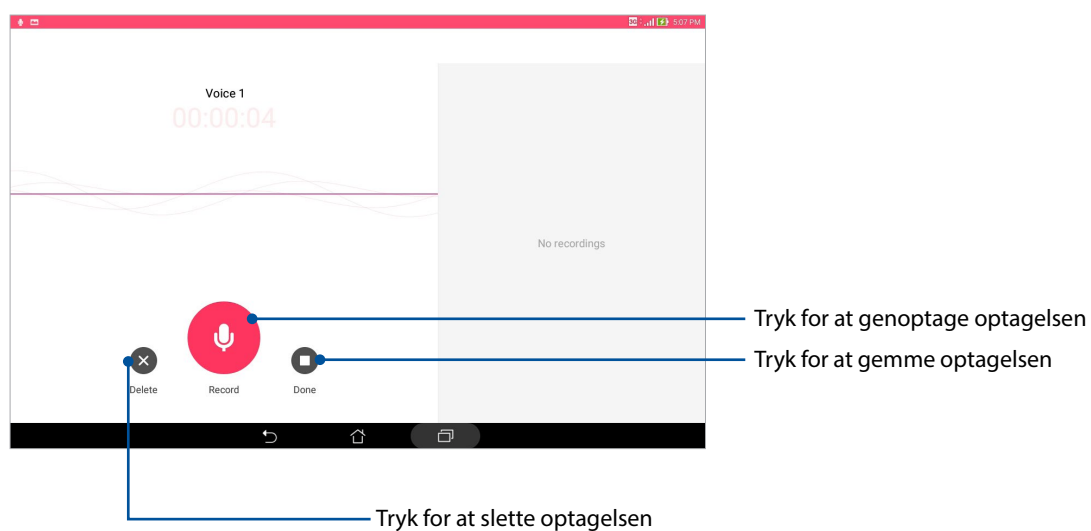 3G 5:07 PM
Voice 1
00:00:04
No recordings
Tryk for at genoptage optagelsen
Tryk for at gemme optagelsen
Delete Record Done
Tryk for at slette optagelsen